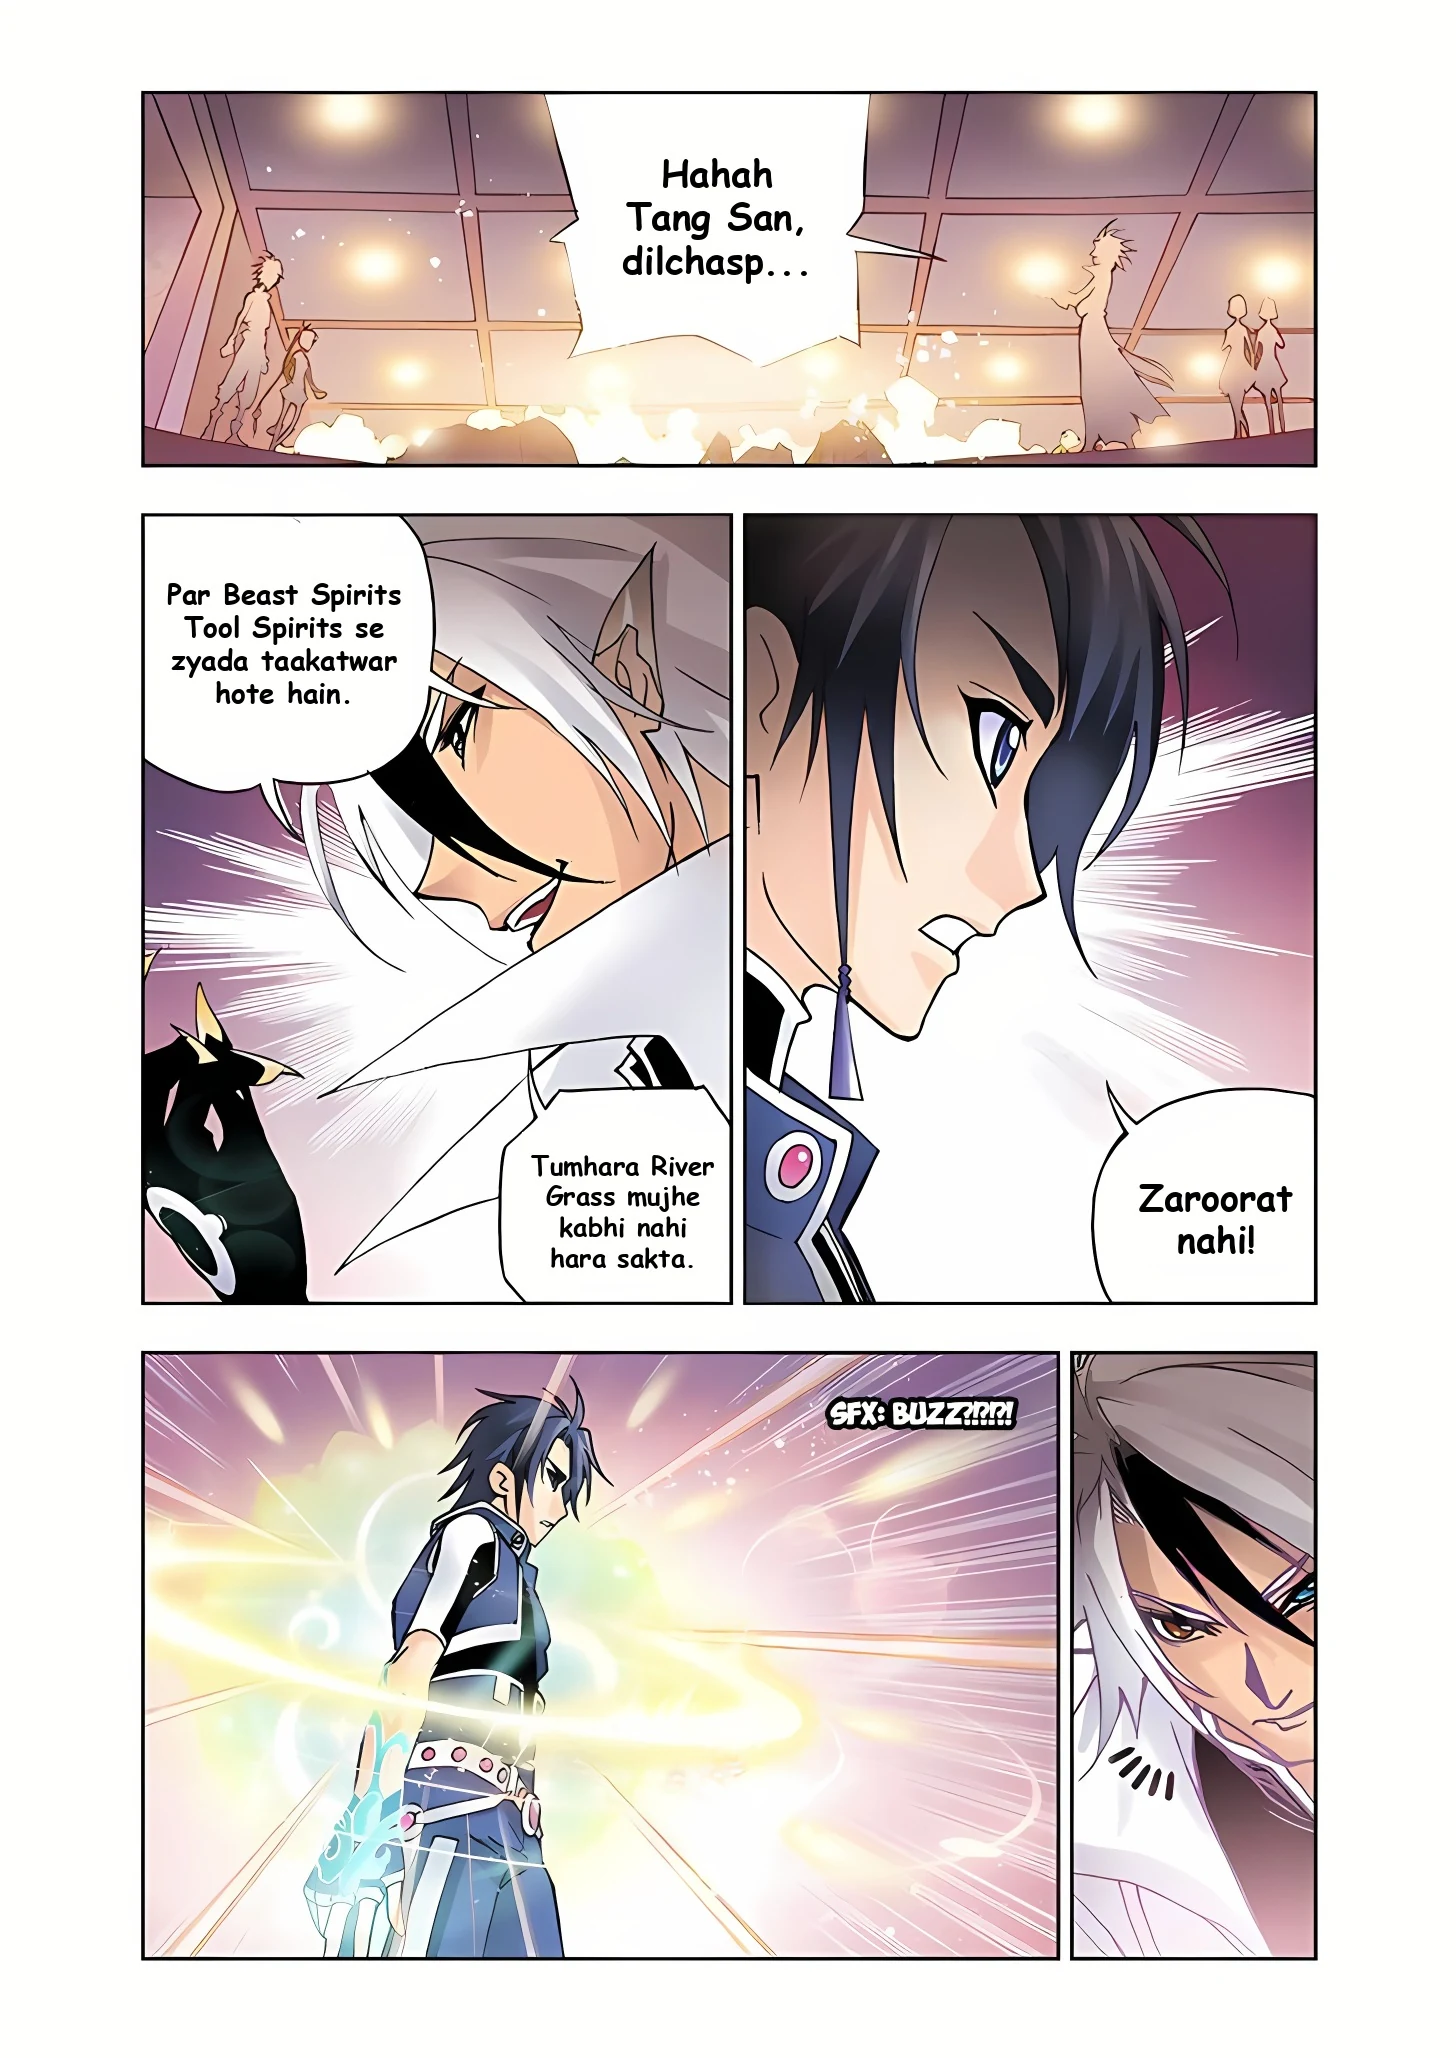 Hahah
Tang San,
dilchasp...
Par Beast Spirits
Tool Spirits se
zyada taakatwar
hote hain.
Tumhara River
Grass mujhe
kabhi nahi
hara sakta.
Zaroorat
nahi!
SFX: BUZZ?!?!?!